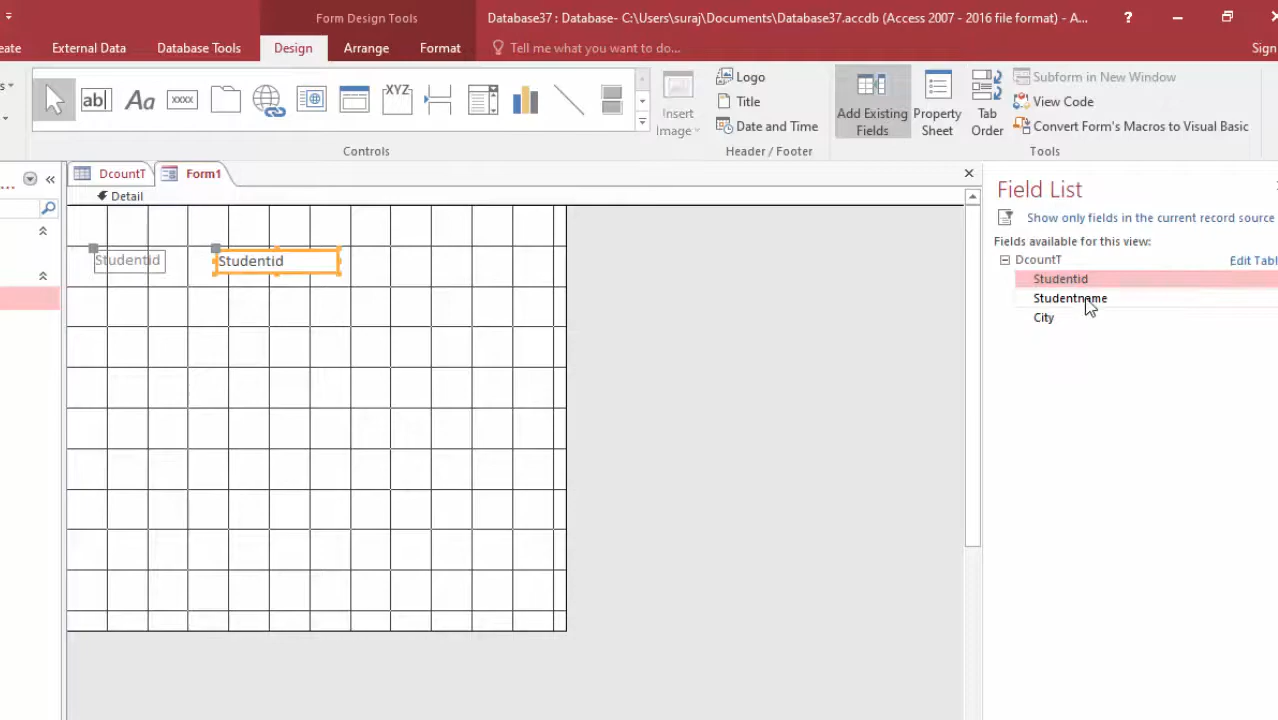 Form Design Tools
Database37 : Database- C:\Users\suraj\Documents\Database37.accdb (Access 2007 - 2016 file format) - A...
?
eate
External Data
Database Tools
Design
Arrange
Format
Tell me what you want to do...
Sign
ab|
Aa
xxxx
XYZ
Insert
Image
Logo
Title
Date and Time
Add Existing
Fields
Property
Sheet
Tab
Order
Subform in New Window
View Code
Convert Form's Macros to Visual Basic
Controls
Header / Footer
Tools
DcountT
Form1
Detail
Studentid
Studentid
Field List
Show only fields in the current record source
Fields available for this view:
DcountT
Edit Tabl
Studentid
Studentname
City